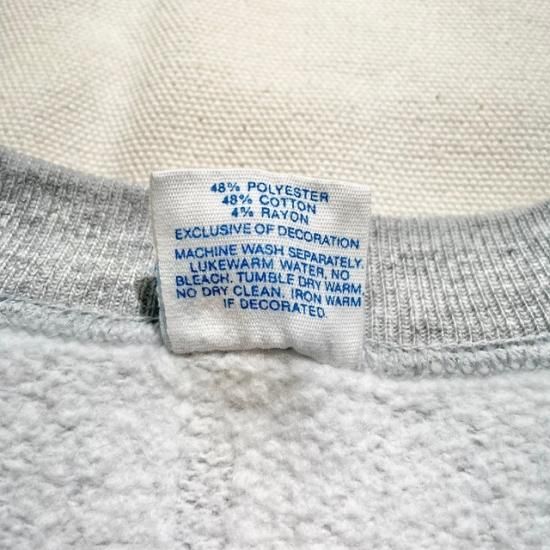 48% POLYESTER
48% COTTON
4% RAYON
EXCLUSIVE OF DECORATION
MACHINE WASH SEPARATELY.
LUKEWARM WATER, NO
BLEACH. TUMBLE DRY WARM,
NO DRY CLEAN. IRON WARM
IF DECORATED.